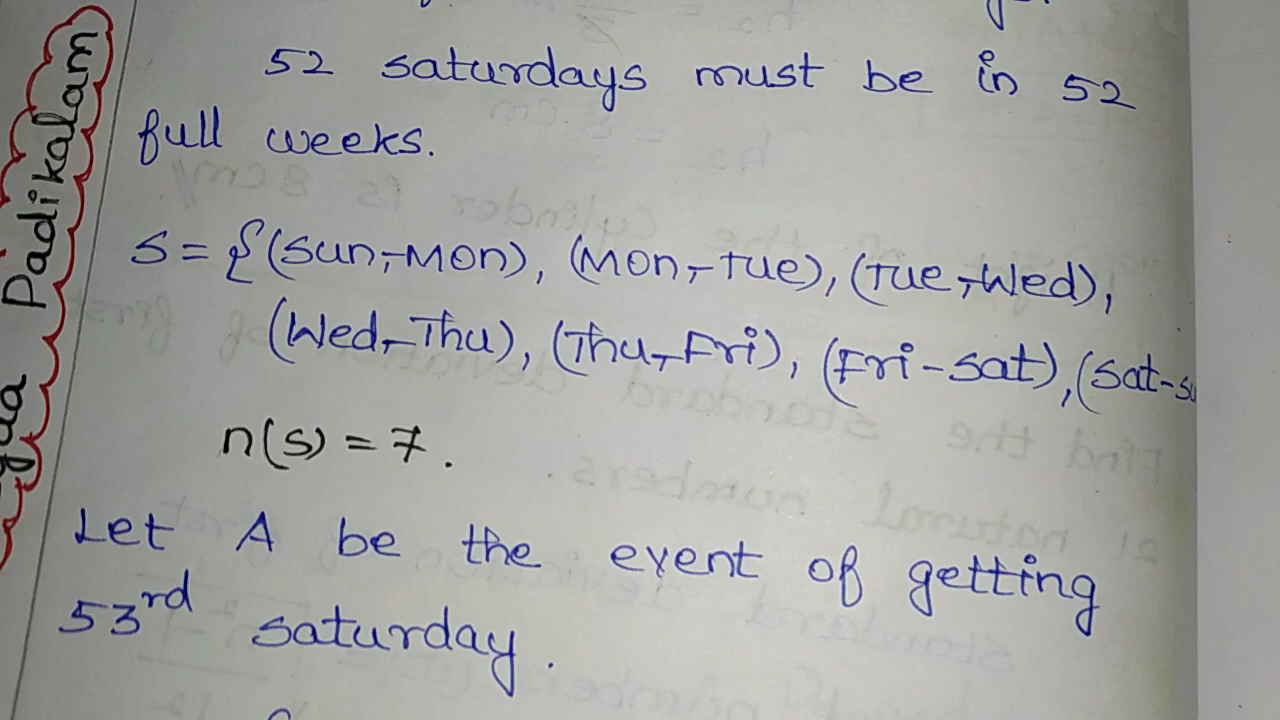 52 saturdays must be in 52
full weeks.
S = {(Sun,-Mon), (Mon,-Tue), (Tue,-Wed),
(Wed,-Thu), (Thu,-Fri), (Fri-Sat), (Sat-Su
n(S) = 7.
Let A be the event of getting
53rd saturday.
Padikalam